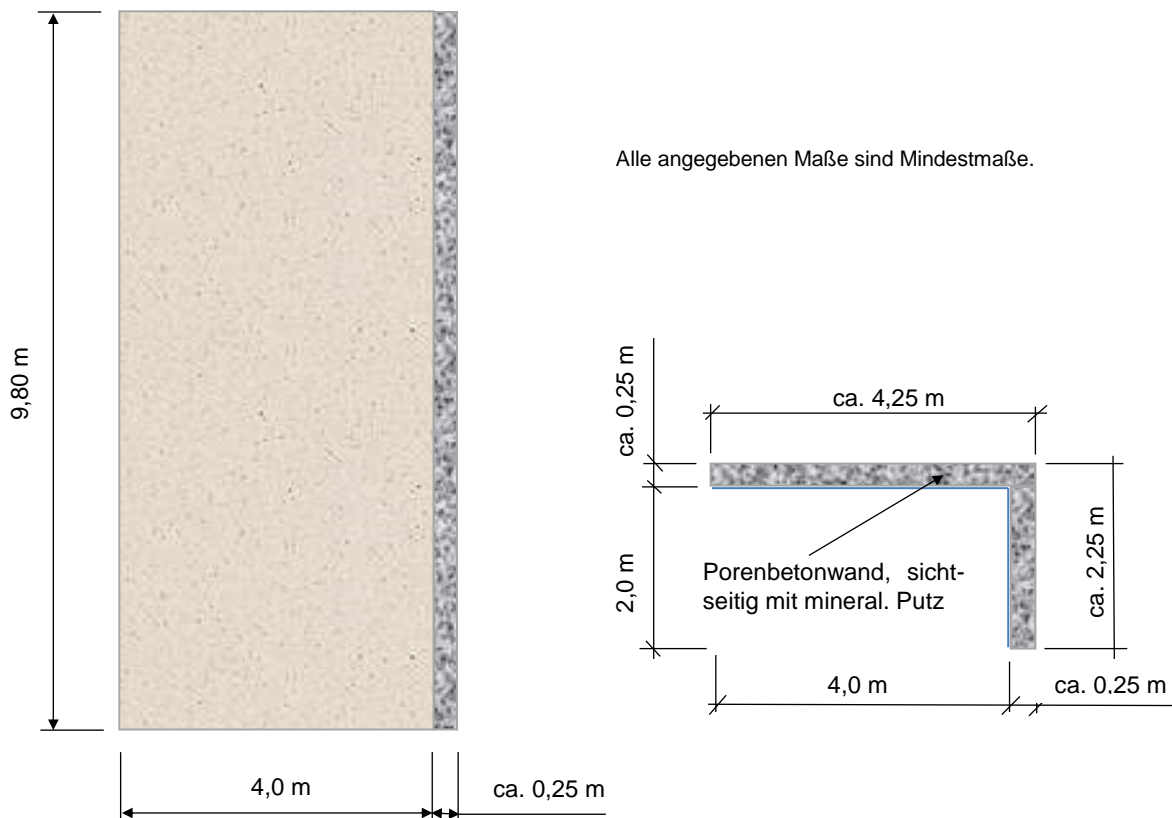 Alle angegebenen Maße sind Mindestmaße.
9,80 m
4,0 m
ca. 0,25 m
ca. 0,25 m
ca. 4,25 m
2,0 m
Porenbetonwand, sicht-
seitig mit mineral. Putz
ca. 2,25 m
4,0 m
ca. 0,25 m